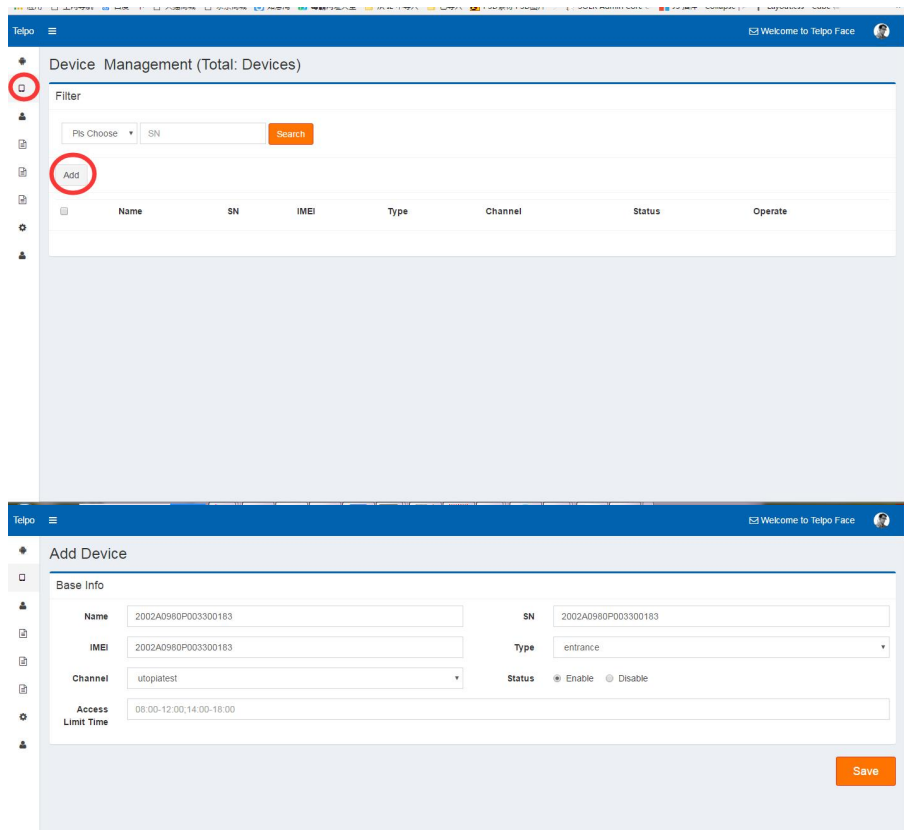 Telpo Welcome to Telpo Face
Device Management (Total: Devices)
Filter
Pls Choose SN Search
Add
Name SN IMEI Type Channel Status Operate
Telpo Welcome to Telpo Face
Add Device
Base Info
Name 2002A0980P003300183 SN 2002A0980P003300183
IMEI 2002A0980P003300183 Type entrance
Channel utopiatest Status Enable Disable
Access
Limit Time 08:00-12:00;14:00-18:00
Save